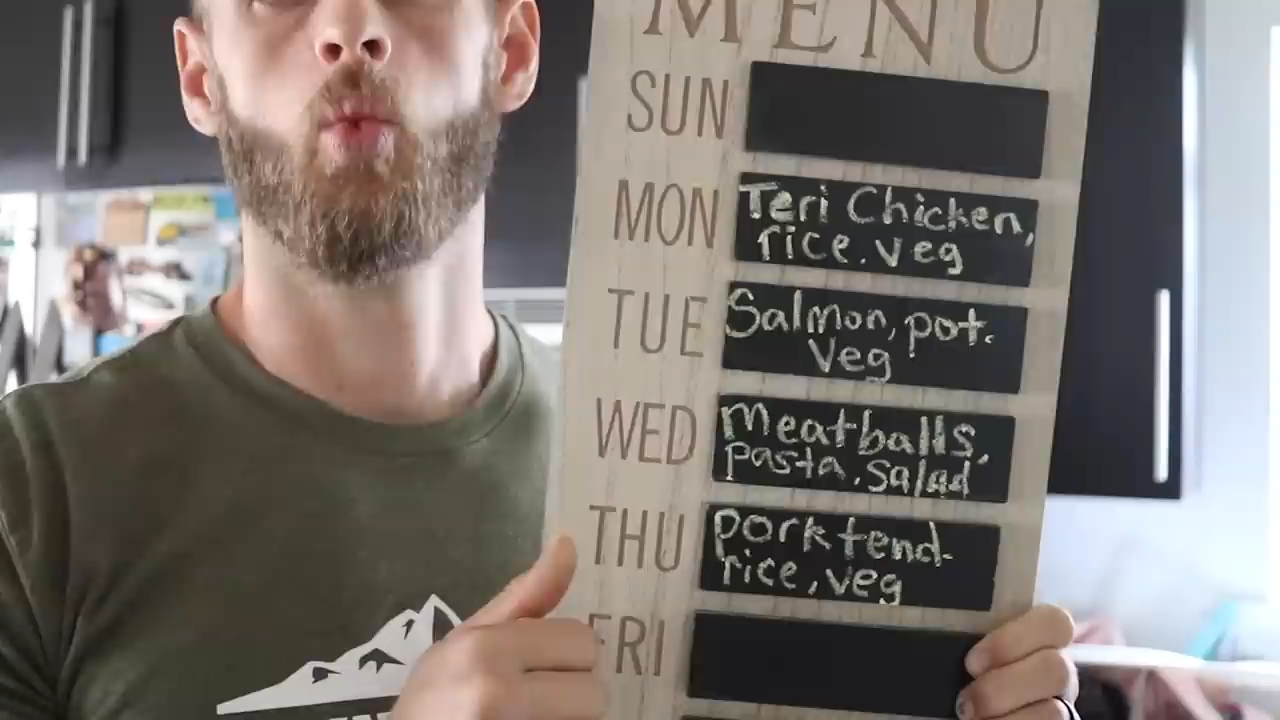 MENU
SUN
MON
Teri Chicken,
rice. veg
TUE
Salmon, pot.
Veg
WED
Meatballs,
pasta, Salad
THU
pork tend.
rice, veg
FRI